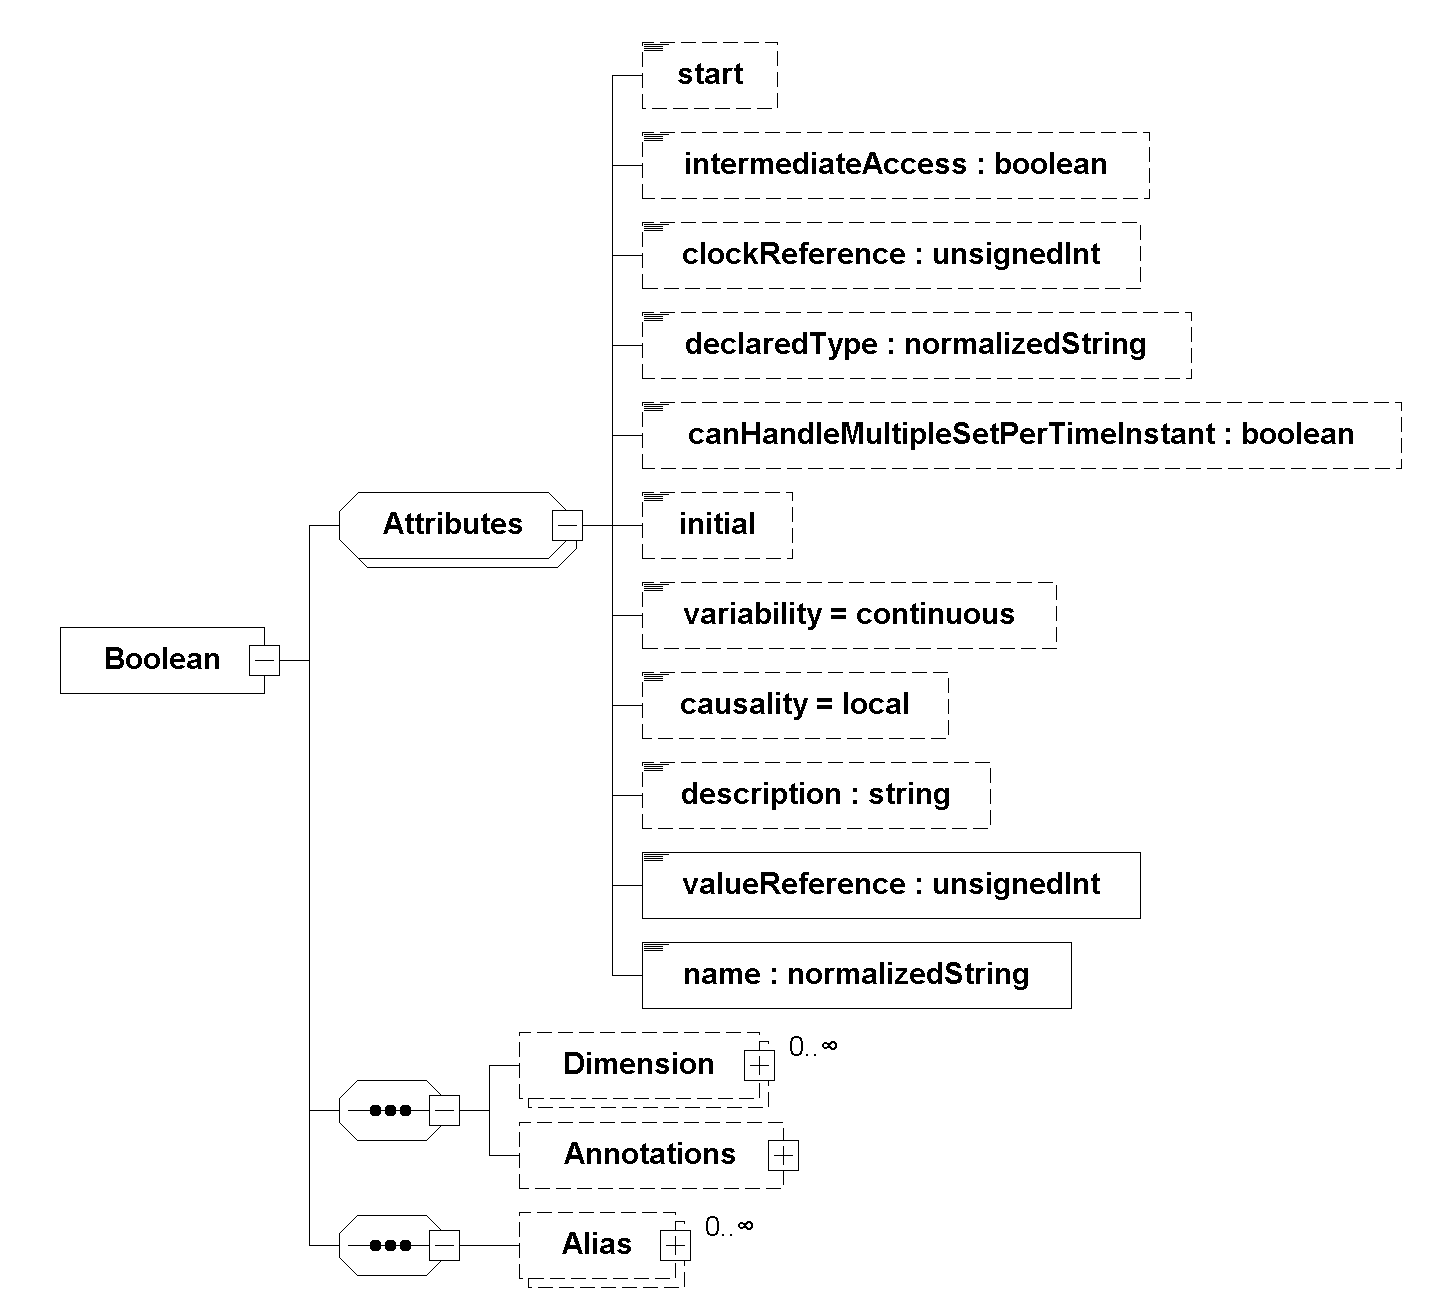 start
intermediateAccess : boolean
clockReference : unsignedInt
declaredType : normalizedString
canHandleMultipleSetPerTimeInstant : boolean
Attributes
initial
variability = continuous
Boolean
causality = local
description : string
valueReference : unsignedInt
name : normalizedString
Dimension
0..∞
Annotations
Alias
0..∞